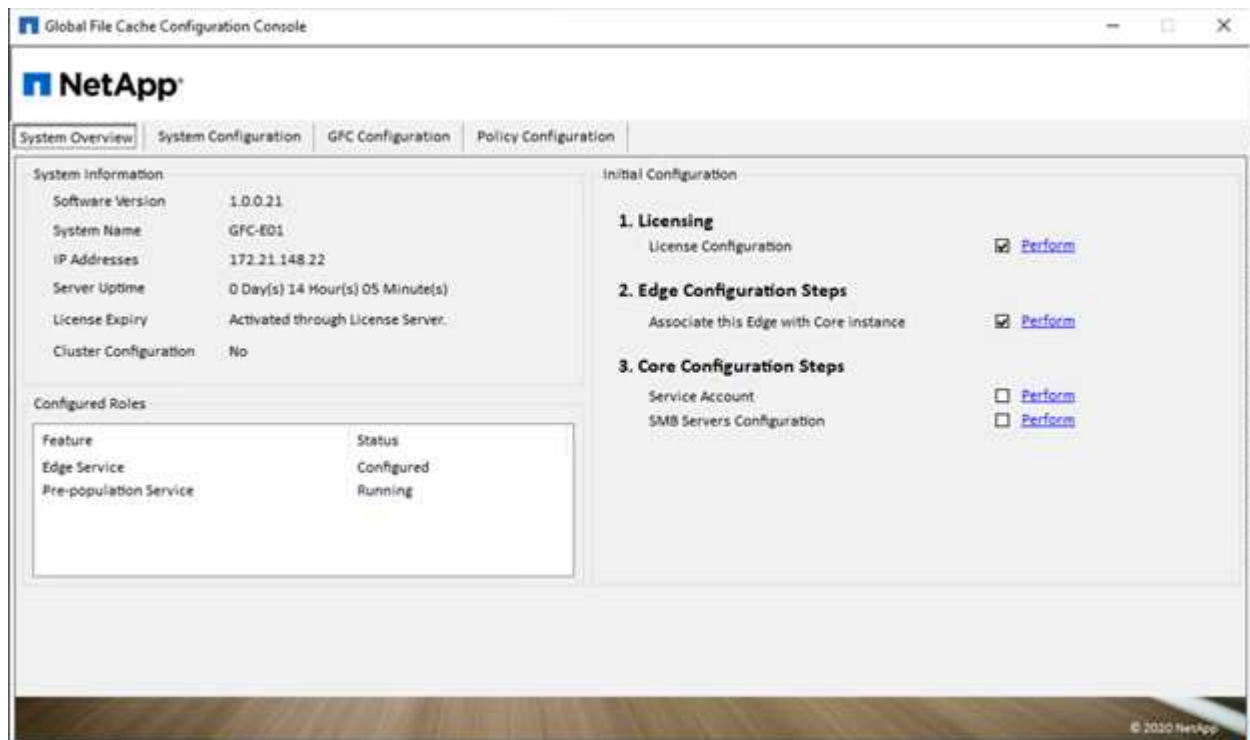 Global File Cache Configuration Console
NetApp
System Overview System Configuration GFC Configuration Policy Configuration
System Information
Software Version 1.0.0.21
System Name GFC-E01
IP Addresses 172.21.148.22
Server Uptime 0 Day(s) 14 Hour(s) 05 Minute(s)
License Expiry Activated through License Server.
Cluster Configuration No
Configured Roles
Feature Status
Edge Service Configured
Pre-population Service Running
Initial Configuration
1. Licensing
License Configuration Perform
2. Edge Configuration Steps
Associate this Edge with Core instance Perform
3. Core Configuration Steps
Service Account Perform
SMB Servers Configuration Perform
© 2020 NetApp